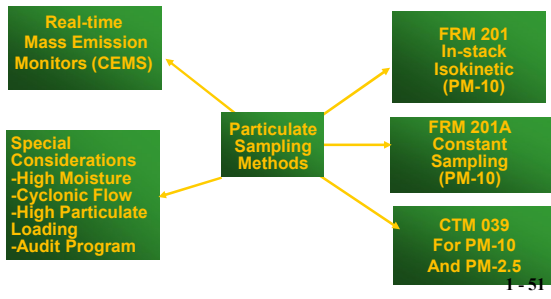 Real-time
Mass Emission
Monitors (CEMS)
FRM 201
In-stack
Isokinetic
(PM-10)
Particulate
Sampling
Methods
FRM 201A
Constant
Sampling
(PM-10)
Special
Considerations
-High Moisture
-Cyclonic Flow
-High Particulate
Loading
-Audit Program
CTM 039
For PM-10
And PM-2.5
1 - 51